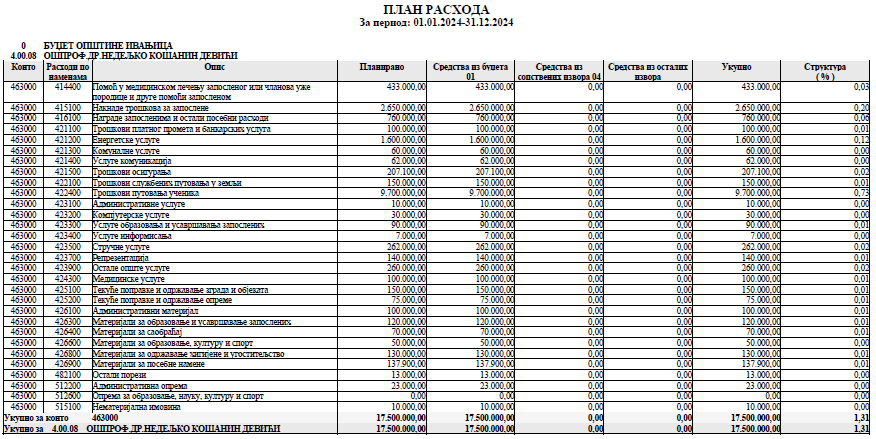 ПЛАН РАСХОДА
За период: 01.01.2024-31.12.2024
0 БУЏЕТ ОПШТИНЕ ИВАЊИЦА
4.00.08 ОШПРОФ.ДР.НЕДЕЉКО КОШАНИН ДЕВИЋИ
Конто Расходи по наменама Опис Планирано Средства из буџета 01 Средства из сопствених извора 04 Средства из осталих извора Укупно Структура ( % )
463000 414400 Помоћ у медицинском лечењу запосленог или чланова уже породице и друге помоћи запосленом 433.000,00 433.000,00 0,00 0,00 433.000,00 0,03
463000 415100 Накнаде трошкова за запослене 2.650.000,00 2.650.000,00 0,00 0,00 2.650.000,00 0,20
463000 416100 Награде запосленима и остали посебни расходи 760.000,00 760.000,00 0,00 0,00 760.000,00 0,06
463000 421100 Трошкови платног промета и банкарских услуга 100.000,00 100.000,00 0,00 0,00 100.000,00 0,01
463000 421200 Енергетске услуге 1.600.000,00 1.600.000,00 0,00 0,00 1.600.000,00 0,12
463000 421300 Комуналне услуге 60.000,00 60.000,00 0,00 0,00 60.000,00 0,00
463000 421400 Услуге комуникација 62.000,00 62.000,00 0,00 0,00 62.000,00 0,00
463000 421500 Трошкови осигурања 207.100,00 207.100,00 0,00 0,00 207.100,00 0,02
463000 422100 Трошкови службених путовања у земљи 150.000,00 150.000,00 0,00 0,00 150.000,00 0,01
463000 422400 Трошкови путовања ученика 9.700.000,00 9.700.000,00 0,00 0,00 9.700.000,00 0,73
463000 423100 Административне услуге 10.000,00 10.000,00 0,00 0,00 10.000,00 0,00
463000 423200 Компјутерске услуге 30.000,00 30.000,00 0,00 0,00 30.000,00 0,00
463000 423300 Услуге образовања и усавршавања запослених 90.000,00 90.000,00 0,00 0,00 90.000,00 0,01
463000 423400 Услуге информисања 7.000,00 7.000,00 0,00 0,00 7.000,00 0,00
463000 423500 Стручне услуге 262.000,00 262.000,00 0,00 0,00 262.000,00 0,02
463000 423700 Репрезентација 140.000,00 140.000,00 0,00 0,00 140.000,00 0,01
463000 423900 Остале опште услуге 260.000,00 260.000,00 0,00 0,00 260.000,00 0,02
463000 424300 Медицинске услуге 100.000,00 100.000,00 0,00 0,00 100.000,00 0,01
463000 425100 Текуће поправке и одржавање зграда и објеката 150.000,00 150.000,00 0,00 0,00 150.000,00 0,01
463000 425200 Текуће поправке и одржавање опреме 75.000,00 75.000,00 0,00 0,00 75.000,00 0,01
463000 426100 Административни материјал 100.000,00 100.000,00 0,00 0,00 100.000,00 0,01
463000 426300 Материјали за образовање и усавршавање запослених 120.000,00 120.000,00 0,00 0,00 120.000,00 0,01
463000 426400 Материјали за саобраћај 70.000,00 70.000,00 0,00 0,00 70.000,00 0,01
463000 426600 Материјали за образовање, културу и спорт 50.000,00 50.000,00 0,00 0,00 50.000,00 0,00
463000 426800 Материјали за одржавање хигијене и угоститељство 130.000,00 130.000,00 0,00 0,00 130.000,00 0,01
463000 426900 Материјали за посебне намене 137.900,00 137.900,00 0,00 0,00 137.900,00 0,01
463000 482100 Остали порези 13.000,00 13.000,00 0,00 0,00 13.000,00 0,00
463000 512200 Административна опрема 23.000,00 23.000,00 0,00 0,00 23.000,00 0,00
463000 512600 Опрема за образовање, науку, културу и спорт 0,00 0,00 0,00 0,00 0,00 0,00
463000 515100 Нематеријална имовина 10.000,00 10.000,00 0,00 0,00 10.000,00 0,00
Укупно за конто 463000 17.500.000,00 17.500.000,00 0,00 0,00 17.500.000,00 1,31
Укупно за 4.00.08 ОШПРОФ.ДР.НЕДЕЉКО КОШАНИН ДЕВИЋИ 17.500.000,00 17.500.000,00 0,00 0,00 17.500.000,00 1,31